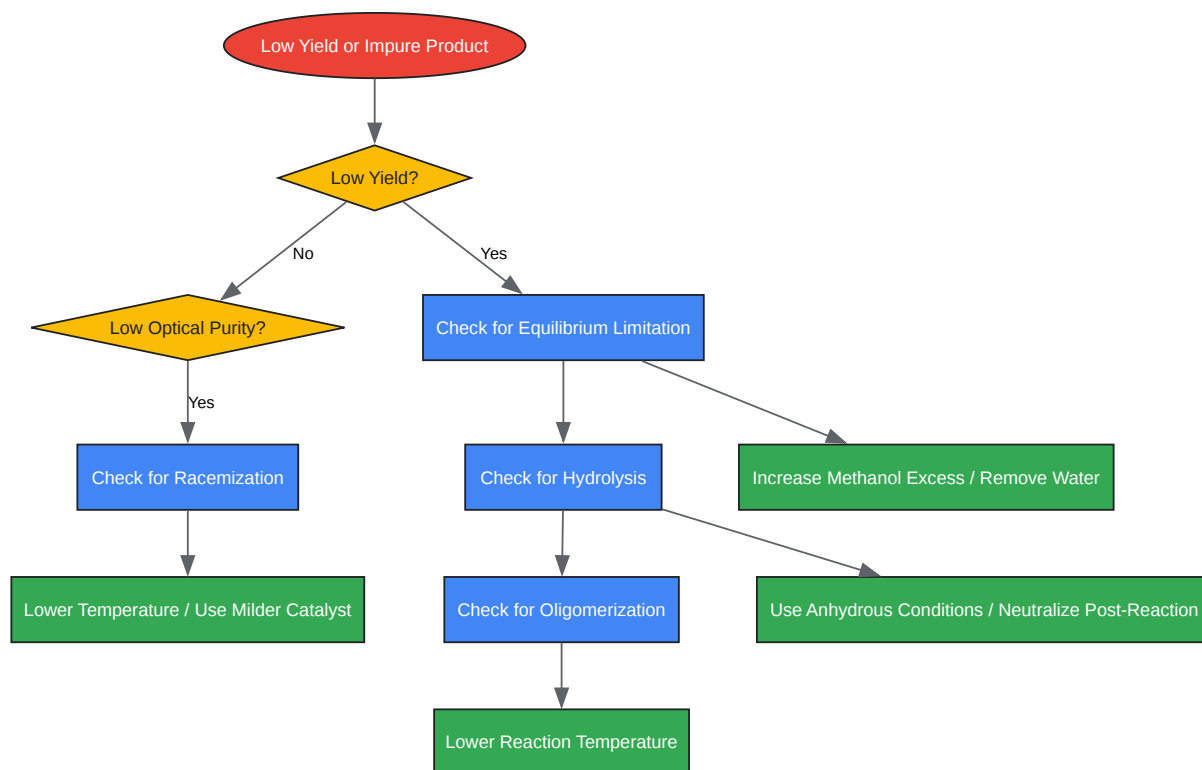 Low Yield or Impure Product
Low Yield?
No
Yes
Low Optical Purity?
Check for Equilibrium Limitation
Yes
Check for Racemization
Check for Hydrolysis
Increase Methanol Excess / Remove Water
Lower Temperature / Use Milder Catalyst
Check for Oligomerization
Use Anhydrous Conditions / Neutralize Post-Reaction
Lower Reaction Temperature